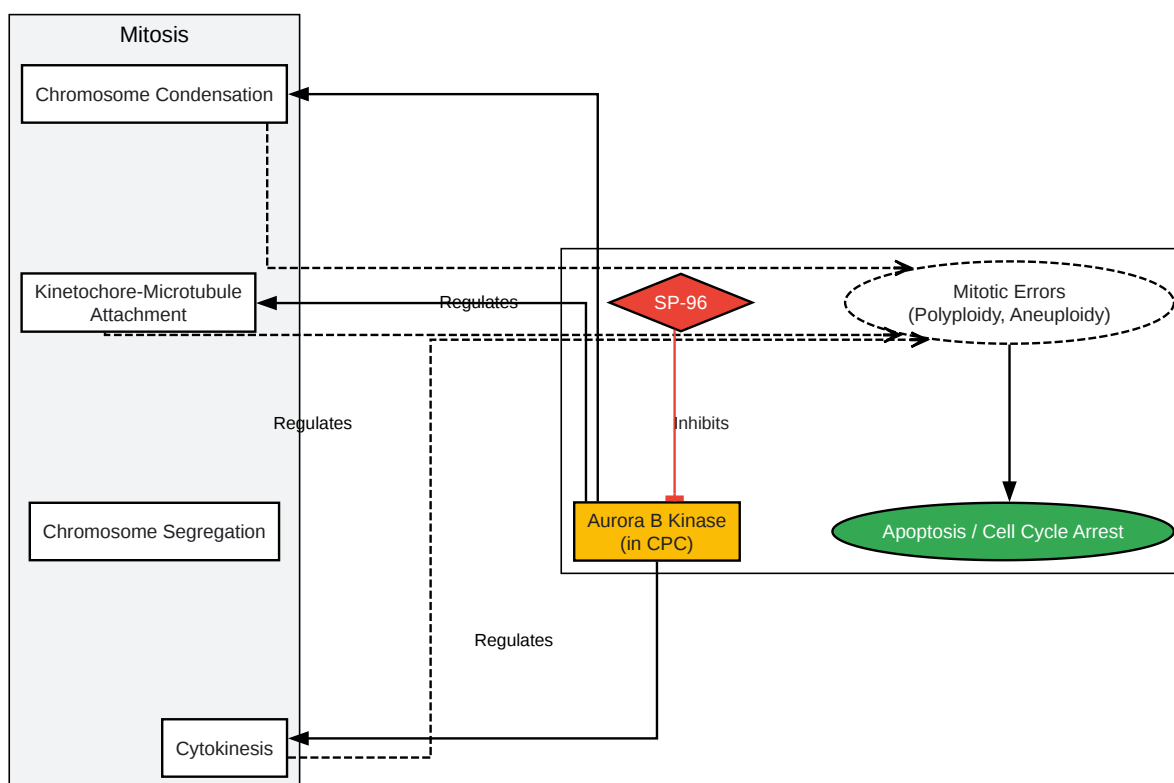 Mitosis
Chromosome Condensation
Kinetochore-Microtubule
Attachment
Regulates
SP-96
Mitotic Errors
(Polyploidy, Aneuploidy)
Regulates
Inhibits
Chromosome Segregation
Aurora B Kinase
(in CPC)
Apoptosis / Cell Cycle Arrest
Regulates
Cytokinesis